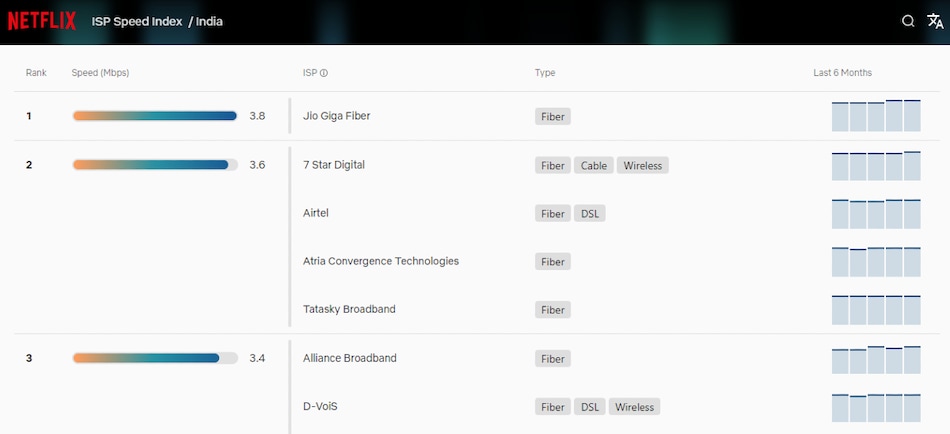 NETFLIX ISP Speed Index / India
Rank Speed (Mbps) ISP Type Last 6 Months
1 3.8 Jio Giga Fiber Fiber
2 3.6 7 Star Digital Fiber Cable Wireless
Airtel Fiber DSL
Atria Convergence Technologies Fiber
Tatasky Broadband Fiber
3 3.4 Alliance Broadband Fiber
D-VoiS Fiber DSL Wireless